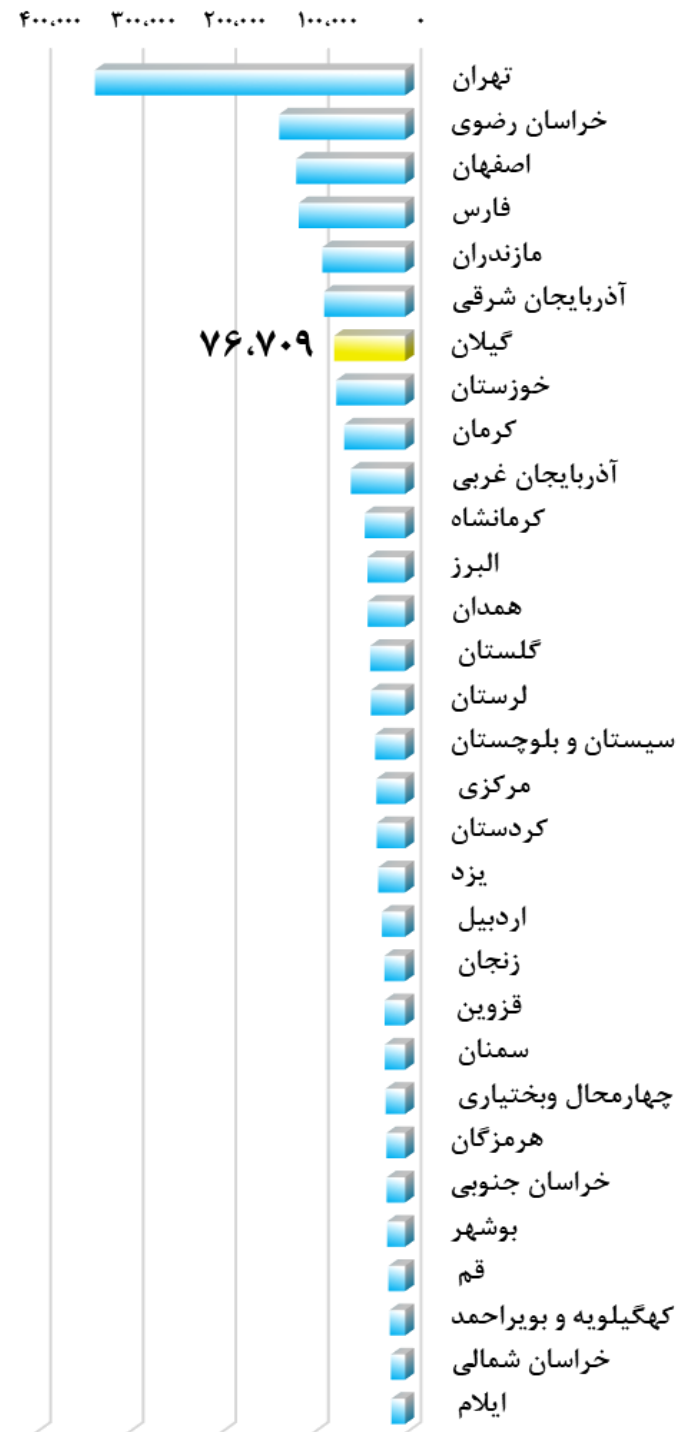 ۴۰۰،۰۰۰ ۳۰۰،۰۰۰ ۲۰۰،۰۰۰ ۱۰۰،۰۰۰ ۰
تهران
خراسان رضوی
اصفهان
فارس
مازندران
آذربایجان شرقی
گیلان ۷۶،۷۰۹
خوزستان
کرمان
آذربایجان غربی
کرمانشاه
البرز
همدان
گلستان
لرستان
سیستان و بلوچستان
مرکزی
کردستان
یزد
اردبیل
زنجان
قزوین
سمنان
چهارمحال وبختیاری
هرمزگان
خراسان جنوبی
بوشهر
قم
کهگیلویه و بویراحمد
خراسان شمالی
ایلام